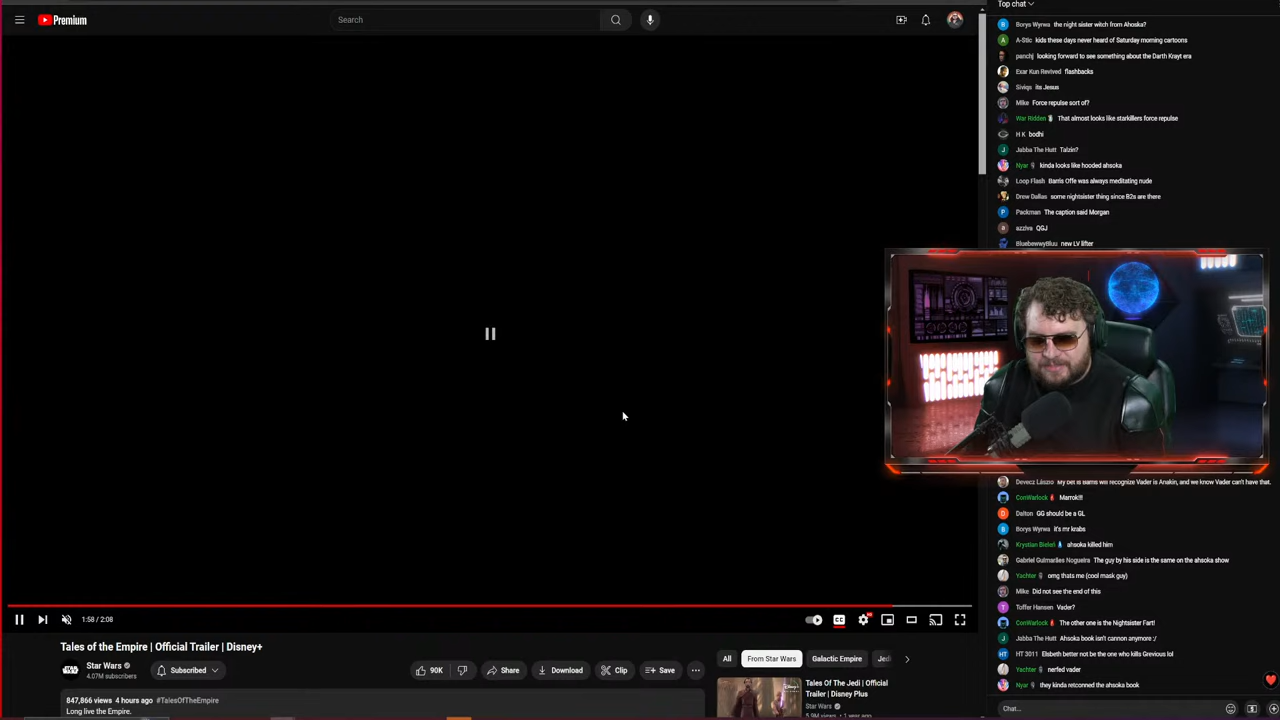 Premium
Search
1:58 / 2:08
Tales of the Empire | Official Trailer | Disney+
Star Wars
4.07M subscribers
Subscribed
90K
Share
Download
Clip
Save
847,866 views 4 hours ago #TalesOfTheEmpire
Long live the Empire.
All
From Star Wars
Galactic Empire
Jedi
Tales Of The Jedi | Official
Trailer | Disney Plus
Star Wars
Top chat
Borys Wyrwa the night sister witch from Ahoska?
A-Stic kids these days never heard of Saturday morning cartoons
panchj looking forward to see something about the Darth Krayt era
Exar Kun Revived flashbacks
Siviqs its Jesus
Mike Force repulse sort of?
War Ridden That almost looks like starkillers force repulse
H K bodhi
Jabba The Hutt Talzin?
Nyar kinda looks like hooded ahsoka
Loop Flash Barris Offe was always meditating nude
Drew Dallas some nightsister thing since B2s are there
Packman The caption said Morgan
azziva QGJ
BluebewwyBluu new LV lifter
Devecz László My bet is Barris will recognize Vader is Anakin, and we know Vader can't have that.
ConWarlock Marrok!!!
Dalton GG should be a GL
Borys Wyrwa it's mr krabs
Krystian Bieleń ahsoka killed him
Gabriel Guimarães Nogueira The guy by his side is the same on the ahsoka show
Yachter omg thats me (cool mask guy)
Mike Did not see the end of this
Toffer Hansen Vader?
ConWarlock The other one is the Nightsister Fart!
Jabba The Hutt Ahsoka book isn't cannon anymore :/
HT 3011 Elsbeth better not be the one who kills Grevious lol
Yachter nerfed vader
Nyar they kinda retconned the ahsoka book
Chat...